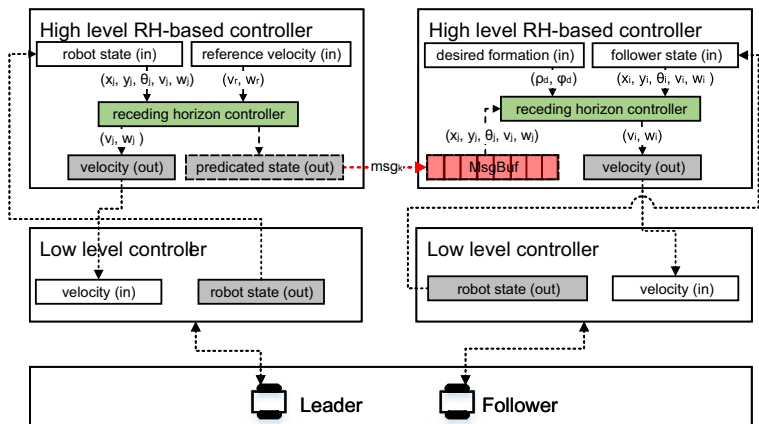 High level RH-based controller
robot state (in)
reference velocity (in)
(xⱼ, yⱼ, θⱼ, vⱼ, wⱼ)
(vᵣ, wᵣ)
receding horizon controller
(vⱼ, wⱼ )
velocity (out)
predicated state (out)
msgₖ
High level RH-based controller
desired formation (in)
follower state (in)
(ρd, φd)
(xᵢ, yᵢ, θᵢ, vᵢ, wᵢ )
receding horizon controller
(xⱼ, yⱼ, θⱼ, vⱼ, wⱼ)
(vᵢ, wᵢ)
MsgBuf
velocity (out)
Low level controller
velocity (in)
robot state (out)
Low level controller
robot state (out)
velocity (in)
Leader
Follower